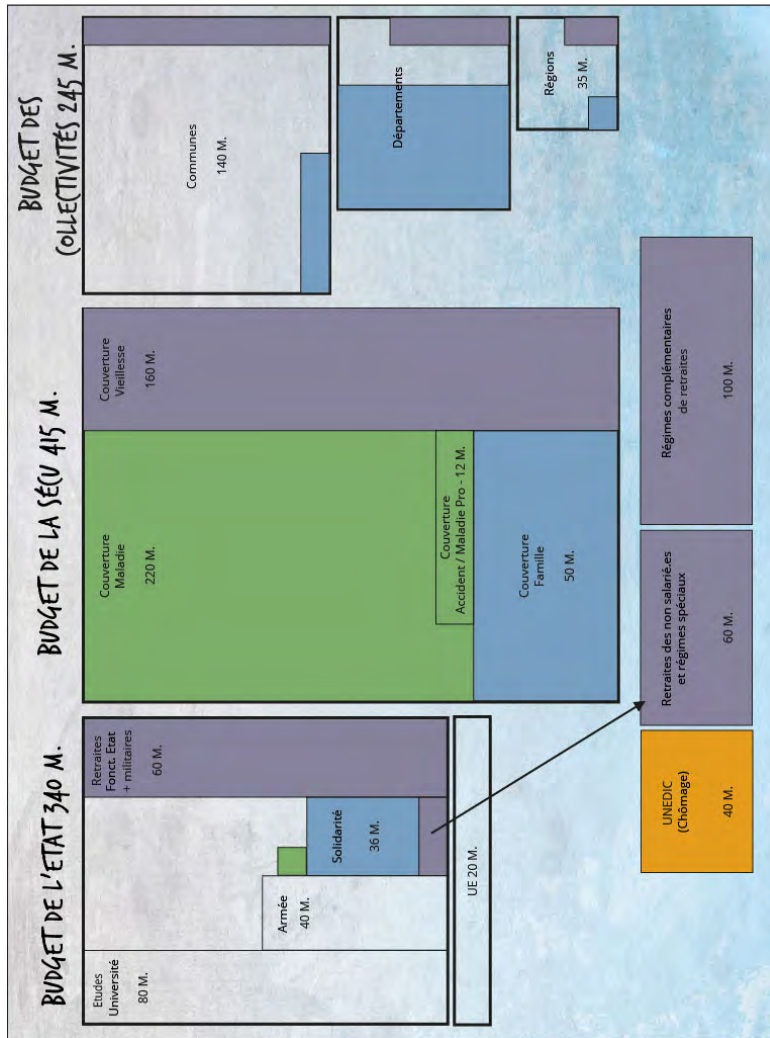 BUDGET DE L'ETAT 340 M.
Etudes
Université
80 M.
Armée
40 M.
Solidarité
36 M.
Retraites
Fonct. Etat
+ militaires
60 M.
UE 20 M.
BUDGET DE LA SÉCU 415 M.
Couverture
Maladie
220 M.
Couverture
Accident / Maladie Pro - 12 M.
Couverture
Famille
50 M.
Couverture
Vieillesse
160 M.
BUDGET DES
COLLECTIVITÉS 245 M.
Communes
140 M.
Départements
Régions
35 M.
UNEDIC
(Chômage)
40 M.
Retraites des non salarié.es
et régimes spéciaux
60 M.
Régimes complémentaires
de retraites
100 M.